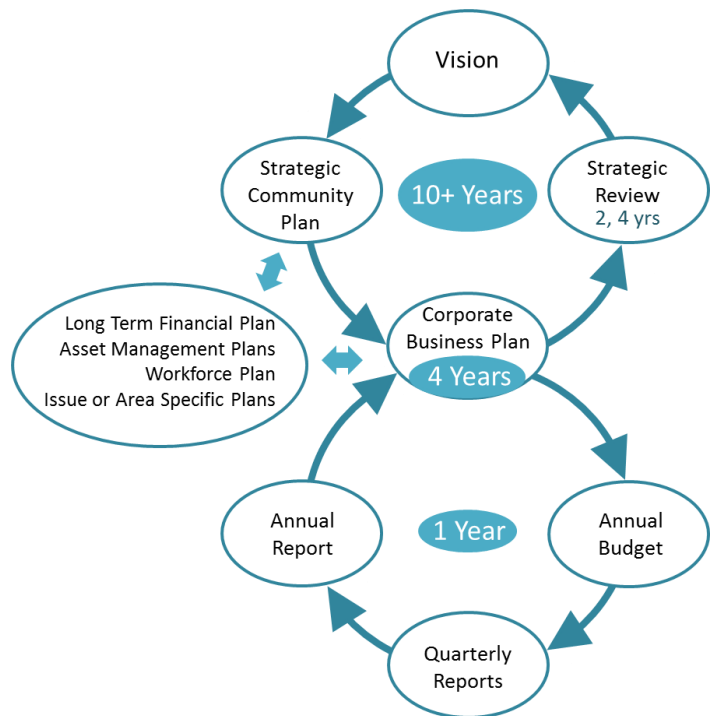 Vision
Strategic
Community
Plan
10+ Years
Strategic
Review
2, 4 yrs
Long Term Financial Plan
Asset Management Plans
Workforce Plan
Issue or Area Specific Plans
Corporate
Business Plan
4 Years
Annual
Report
1 Year
Annual
Budget
Quarterly
Reports